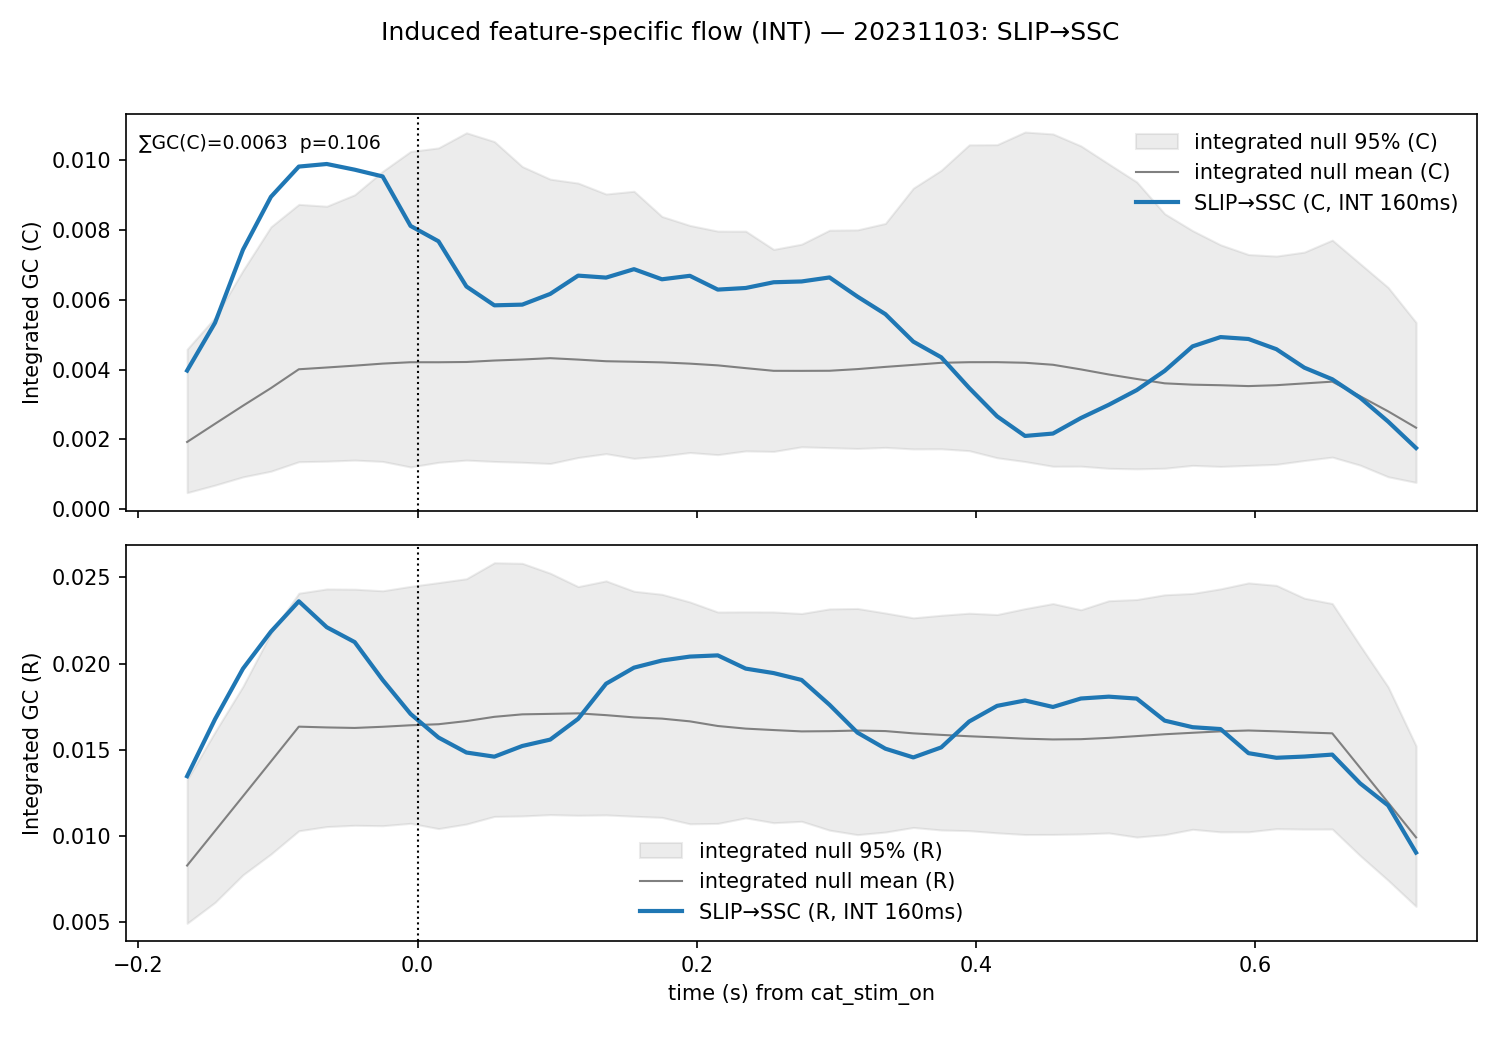 Induced feature-specific flow (INT) — 20231103: SLIP→SSC
∑GC(C)=0.0063 p=0.106
integrated null 95% (C)
integrated null mean (C)
SLIP→SSC (C, INT 160ms)
Integrated GC (C)
0.010
0.008
0.006
0.004
0.002
0.000
Integrated GC (R)
0.025
0.020
0.015
0.010
0.005
integrated null 95% (R)
integrated null mean (R)
SLIP→SSC (R, INT 160ms)
−0.2 0.0 0.2 0.4 0.6
time (s) from cat_stim_on